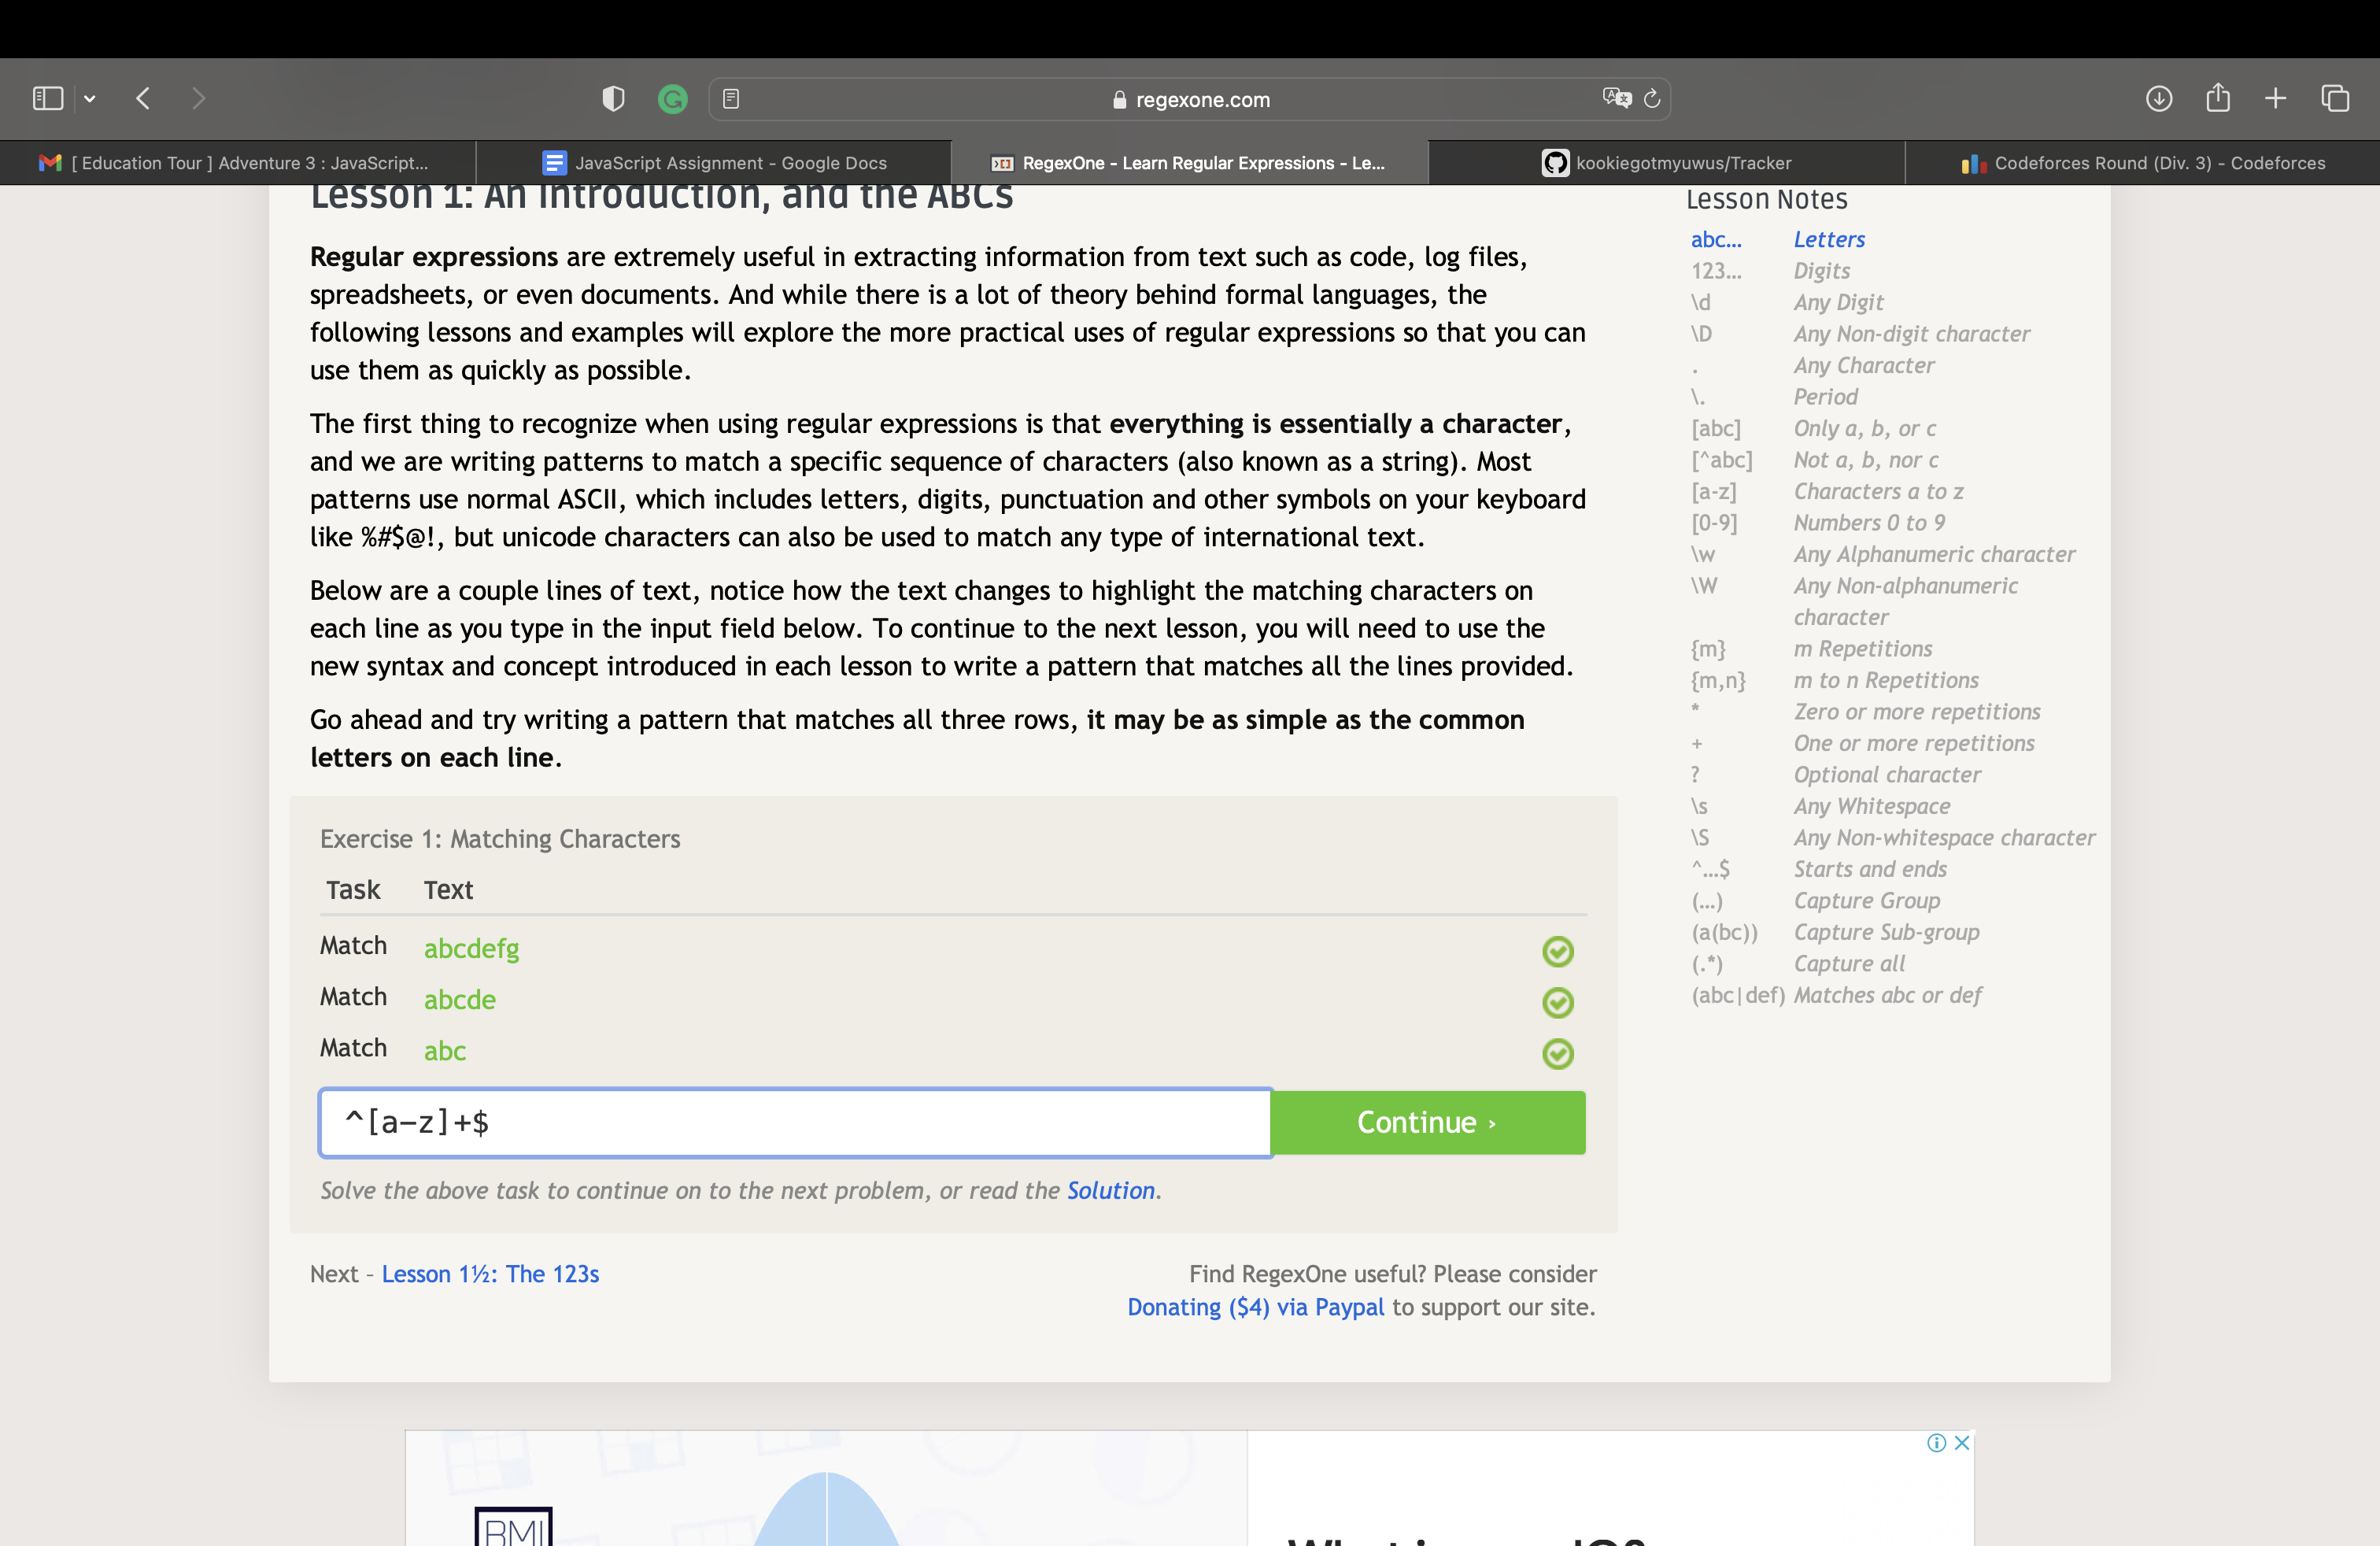 regexone.com
[ Education Tour ] Adventure 3 : JavaScript...
JavaScript Assignment - Google Docs
RegexOne - Learn Regular Expressions - Le...
kookiegotmyuwus/Tracker
Codeforces Round (Div. 3) - Codeforces
Lesson 1: An Introduction, and the ABCs
Regular expressions are extremely useful in extracting information from text such as code, log files,
spreadsheets, or even documents. And while there is a lot of theory behind formal languages, the
following lessons and examples will explore the more practical uses of regular expressions so that you can
use them as quickly as possible.
The first thing to recognize when using regular expressions is that everything is essentially a character,
and we are writing patterns to match a specific sequence of characters (also known as a string). Most
patterns use normal ASCII, which includes letters, digits, punctuation and other symbols on your keyboard
like %#$@!, but unicode characters can also be used to match any type of international text.
Below are a couple lines of text, notice how the text changes to highlight the matching characters on
each line as you type in the input field below. To continue to the next lesson, you will need to use the
new syntax and concept introduced in each lesson to write a pattern that matches all the lines provided.
Go ahead and try writing a pattern that matches all three rows, it may be as simple as the common
letters on each line.
Exercise 1: Matching Characters
Task Text
Match abcdefg
Match abcde
Match abc
^[a-z]+$
Continue ›
Solve the above task to continue on to the next problem, or read the Solution.
Next – Lesson 1½: The 123s
Find RegexOne useful? Please consider
Donating ($4) via Paypal to support our site.
Lesson Notes
abc… Letters
123… Digits
\d Any Digit
\D Any Non-digit character
. Any Character
\. Period
[abc] Only a, b, or c
[^abc] Not a, b, nor c
[a-z] Characters a to z
[0-9] Numbers 0 to 9
\w Any Alphanumeric character
\W Any Non-alphanumeric
character
{m} m Repetitions
{m,n} m to n Repetitions
* Zero or more repetitions
+ One or more repetitions
? Optional character
\s Any Whitespace
\S Any Non-whitespace character
^…$ Starts and ends
(…) Capture Group
(a(bc)) Capture Sub-group
(.*) Capture all
(abc|def) Matches abc or def
BMI